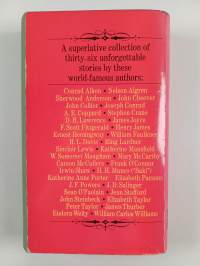 A superlative collection of
thirty-six unforgettable
stories by these
world-famous authors:
Conrad Aiken • Nelson Algren
Sherwood Anderson • John Cheever
John Collier • Joseph Conrad
A. E. Coppard • Stephen Crane
D. H. Lawrence • James Joyce
F. Scott Fitzgerald • Henry James
Ernest Hemingway • William Faulkner
H. L. Davis • Ring Lardner
Sinclair Lewis • Katherine Mansfield
W. Somerset Maugham • Mary McCarthy
Carson McCullers • Frank O'Connor
Irwin Shaw • H. H. Munro ("Saki")
Katherine Anne Porter • Elizabeth Parsons
J. F. Powers • J. D. Salinger
Sean O'Faolain • Jean Stafford
John Steinbeck • Elizabeth Taylor
Peter Taylor • James Thurber
Eudora Welty • William Carlos Williams